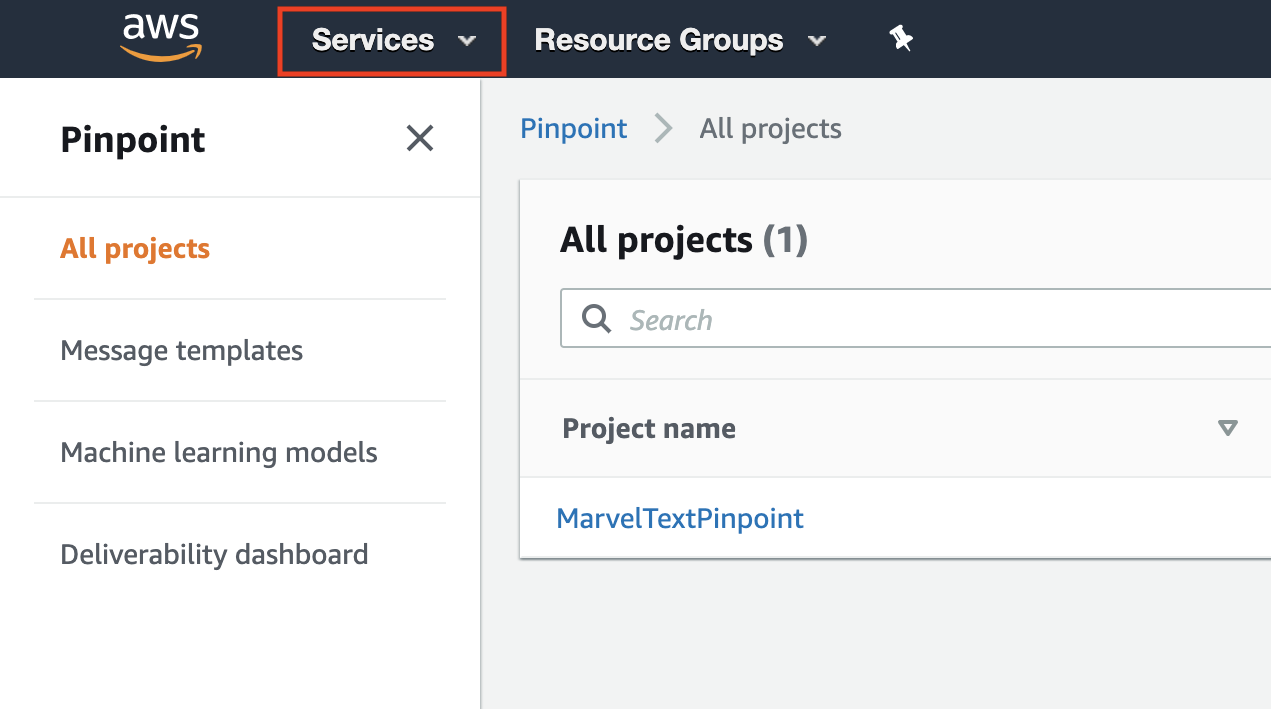 aws Services Resource Groups
Pinpoint
All projects
Message templates
Machine learning models
Deliverability dashboard
Pinpoint All projects
All projects (1)
Search
Project name
MarvelTextPinpoint